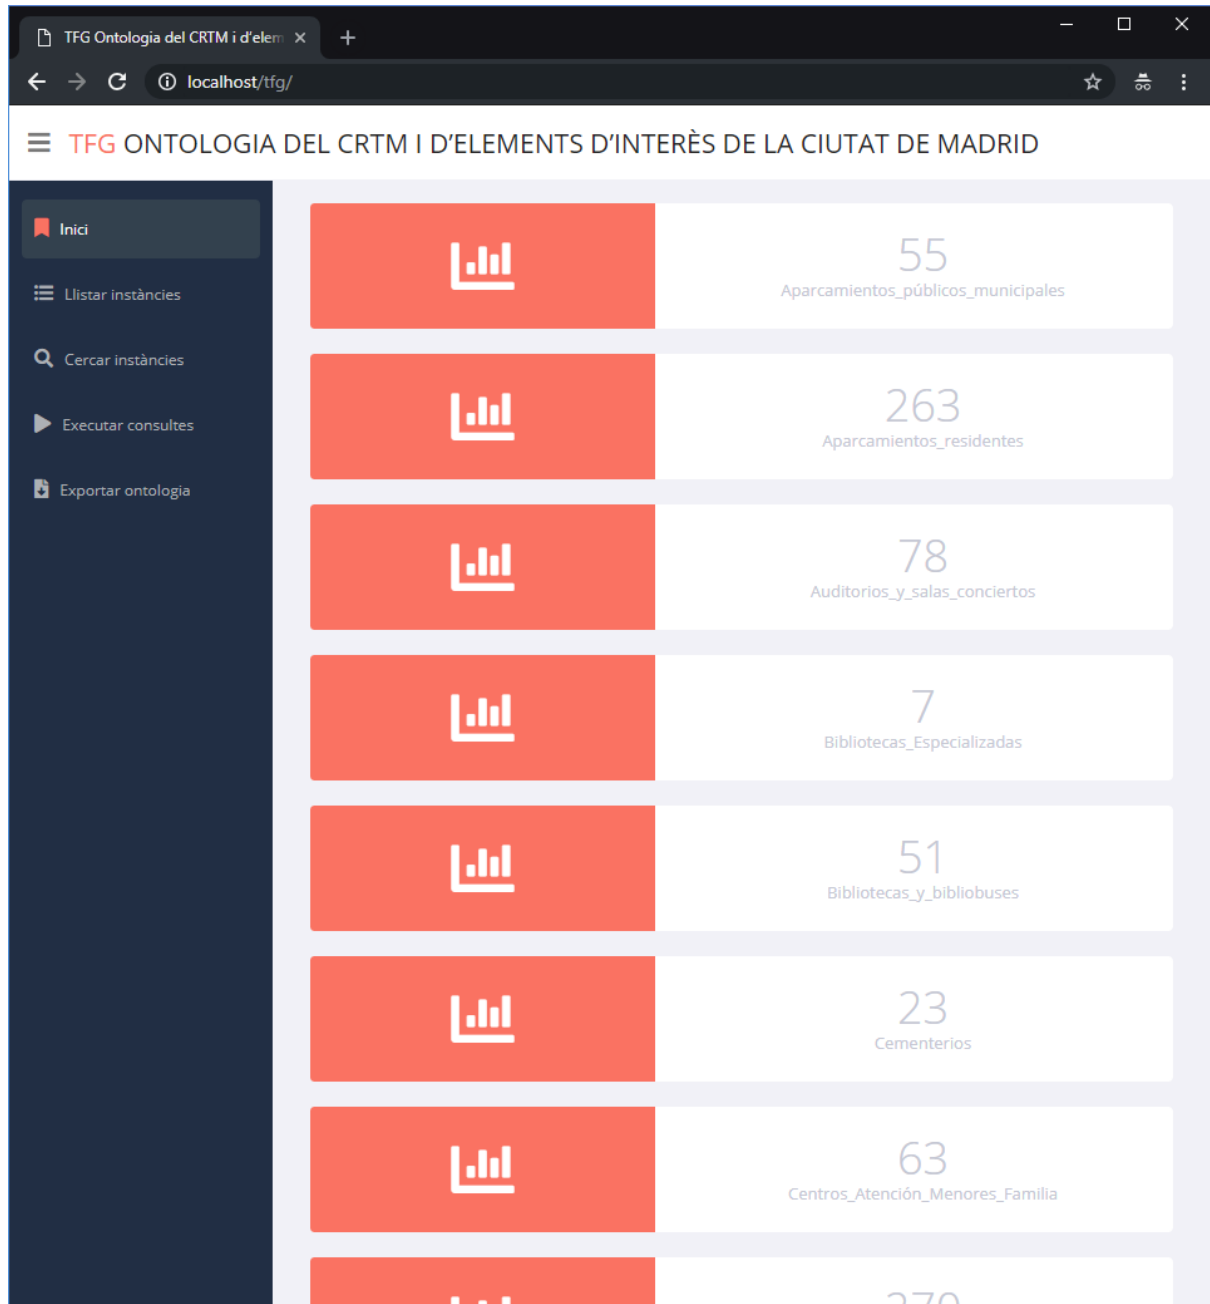 TFG Ontologia del CRTM i d'elem
localhost/tfg/
TFG ONTOLOGIA DEL CRTM I D'ELEMENTS D'INTERÈS DE LA CIUTAT DE MADRID
Inici
Llistar instàncies
Cercar instàncies
Executar consultes
Exportar ontologia
55
Aparcamientos_públicos_municipales
263
Aparcamientos_residentes
78
Auditorios_y_salas_conciertos
7
Bibliotecas_Especializadas
51
Bibliotecas_y_bibliobuses
23
Cementerios
63
Centros_Atención_Menores_Familia